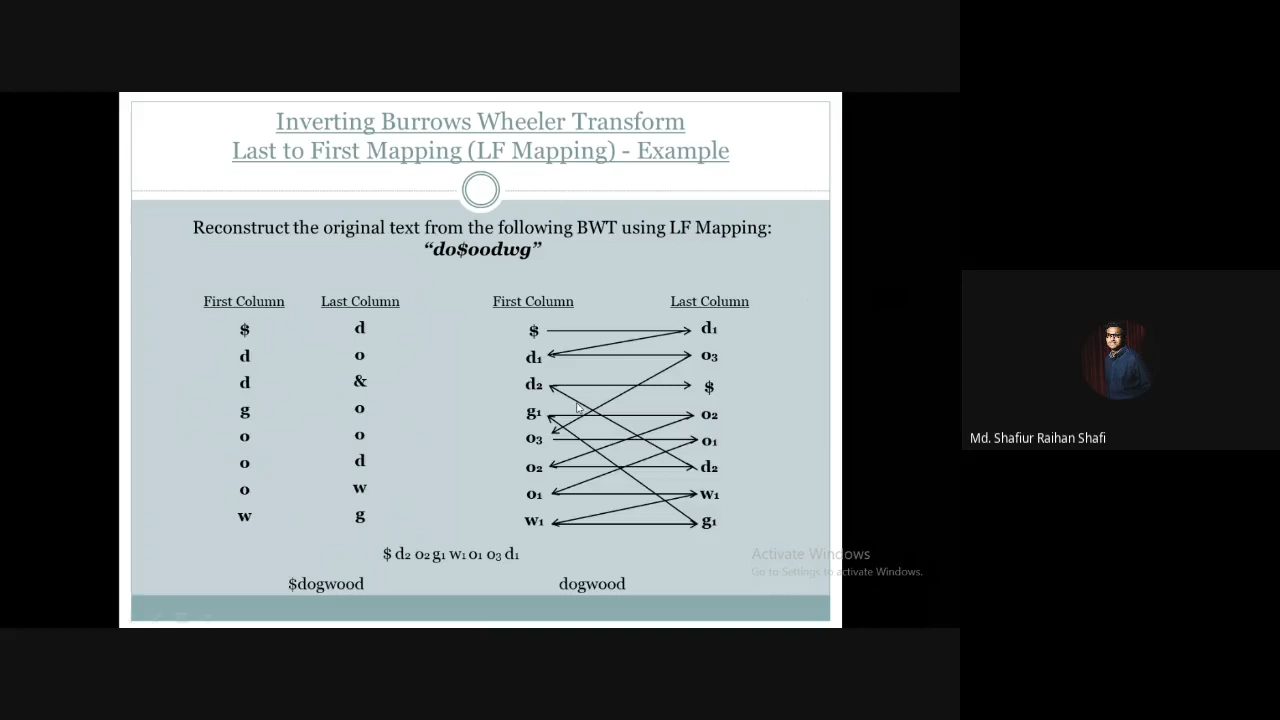 Inverting Burrows Wheeler Transform
Last to First Mapping (LF Mapping) - Example
Reconstruct the original text from the following BWT using LF Mapping:
“do$oodwg”
First Column Last Column First Column Last Column
$ d $ d₁
d o d₁ o₃
d & d₂ $
g o g₁ o₂
o o o₃ o₁
o d o₂ d₂
o w o₁ w₁
w g w₁ g₁
$ d₂ o₂ g₁ w₁ o₁ o₃ d₁
$dogwood dogwood
Activate Windows
Go to Settings to activate Windows.
Md. Shafiur Raihan Shafi